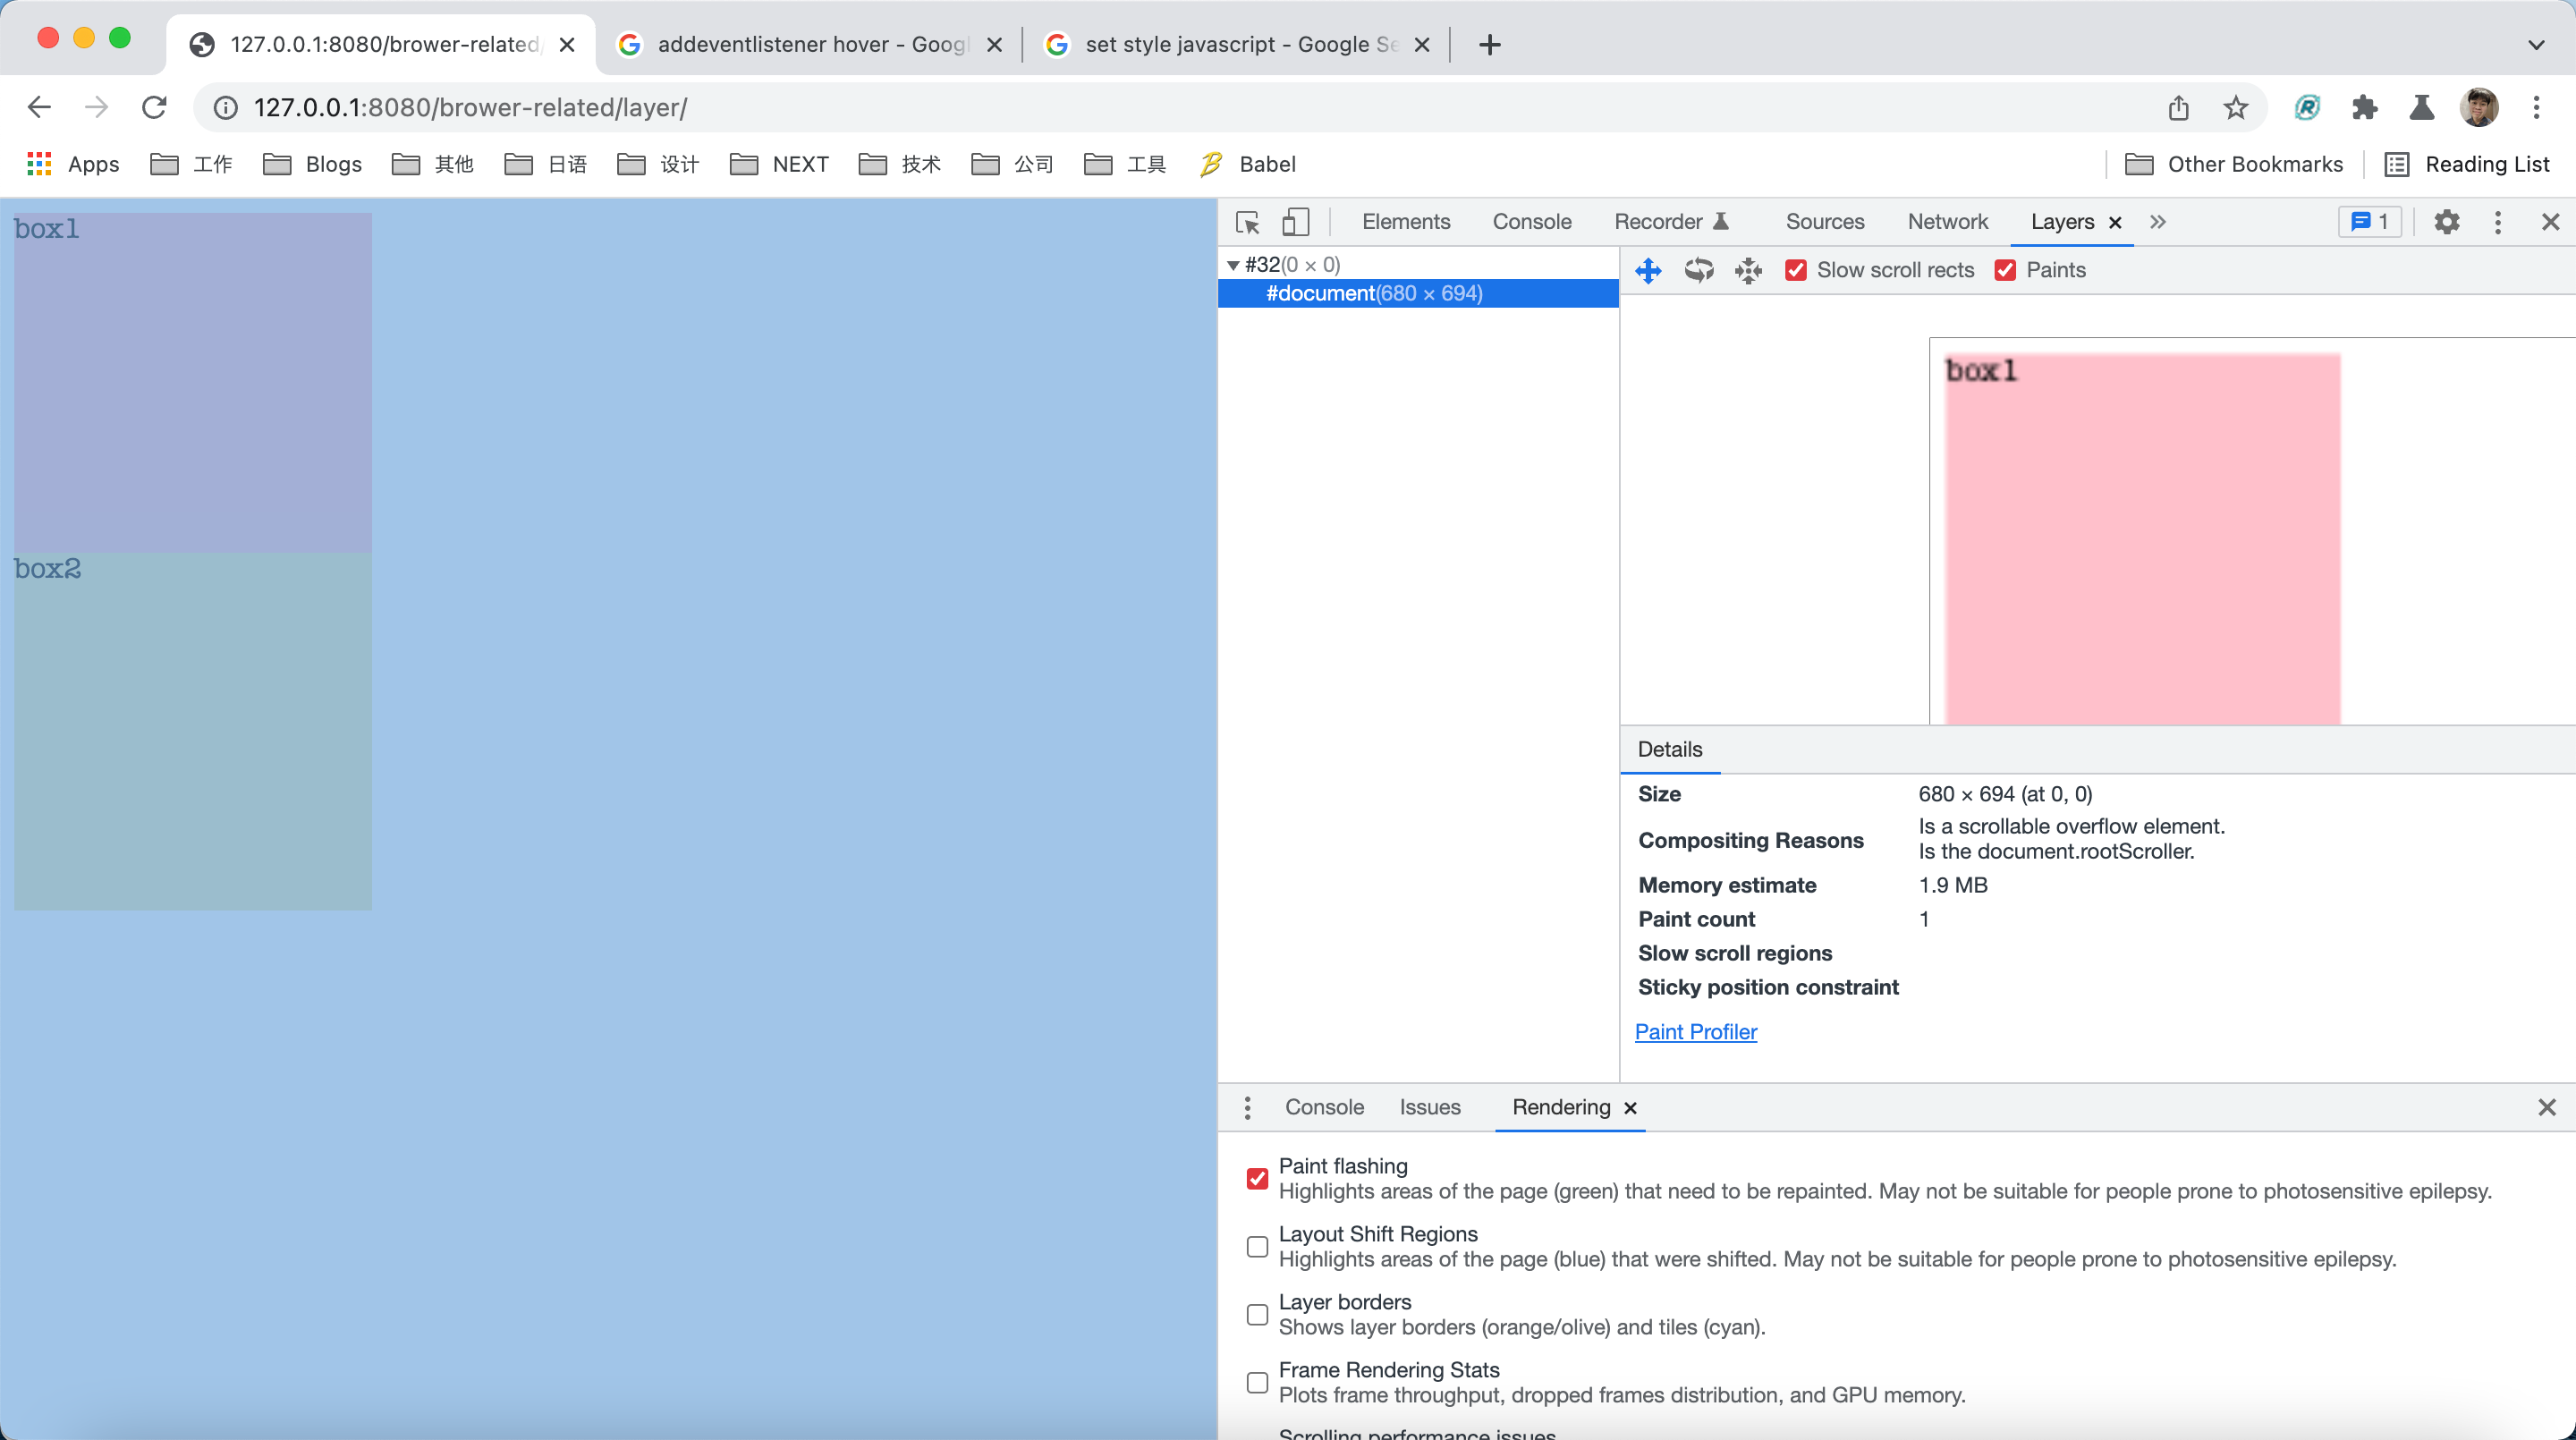 127.0.0.1:8080/brower-related/
addeventlistener hover - Googl
set style javascript - Google Se
127.0.0.1:8080/brower-related/layer/
Apps 工作 Blogs 其他 日语 设计 NEXT 技术 公司 工具 Babel Other Bookmarks Reading List
box1
box2
Elements Console Recorder Sources Network Layers 1
#32(0 × 0)
#document(680 × 694)
Slow scroll rects Paints
box1
Details
Size 680 × 694 (at 0, 0)
Compositing Reasons Is a scrollable overflow element.
Is the document.rootScroller.
Memory estimate 1.9 MB
Paint count 1
Slow scroll regions
Sticky position constraint
Paint Profiler
Console Issues Rendering
Paint flashing
Highlights areas of the page (green) that need to be repainted. May not be suitable for people prone to photosensitive epilepsy.
Layout Shift Regions
Highlights areas of the page (blue) that were shifted. May not be suitable for people prone to photosensitive epilepsy.
Layer borders
Shows layer borders (orange/olive) and tiles (cyan).
Frame Rendering Stats
Plots frame throughput, dropped frames distribution, and GPU memory.
Scrolling performance issues